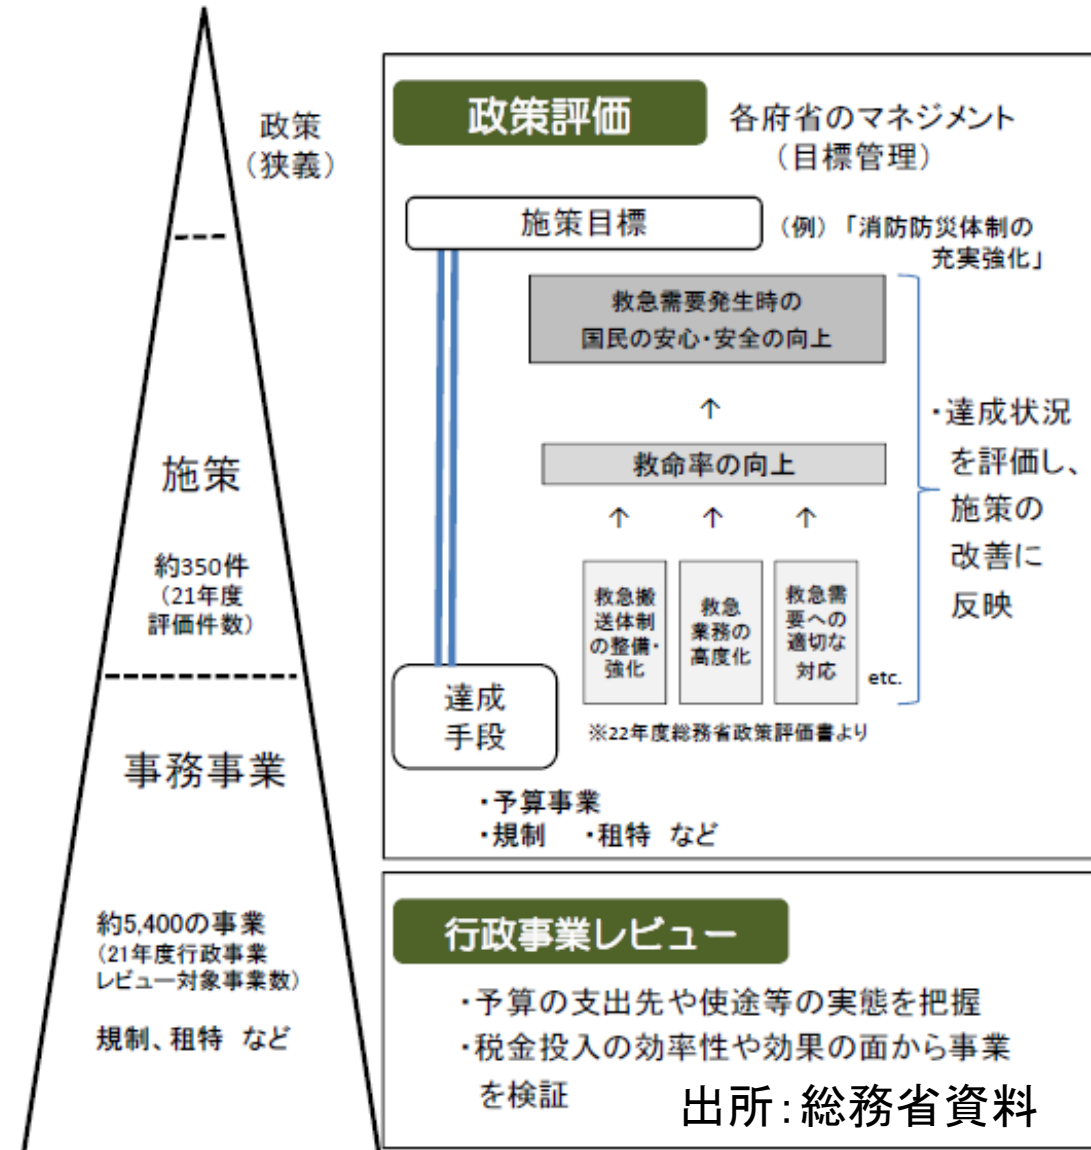 政策
（狭義）
施策
約350件
（21年度
評価件数）
事務事業
約5,400の事業
（21年度行政事業
レビュー対象事業数）
規制、租特 など
政策評価
各府省のマネジメント
（目標管理）
施策目標
（例）「消防防災体制の
充実強化」
救急需要発生時の
国民の安心・安全の向上
↑
救命率の向上
↑ ↑ ↑
救急搬
送体制
の整備・
強化
救急
業務の
高度化
救急需
要への
適切な
対応
etc.
・達成状況
を評価し、
施策の
改善に
反映
達成
手段
※22年度総務省政策評価書より
・予算事業
・規制 ・租特 など
行政事業レビュー
・予算の支出先や使途等の実態を把握
・税金投入の効率性や効果の面から事業
を検証
出所：総務省資料